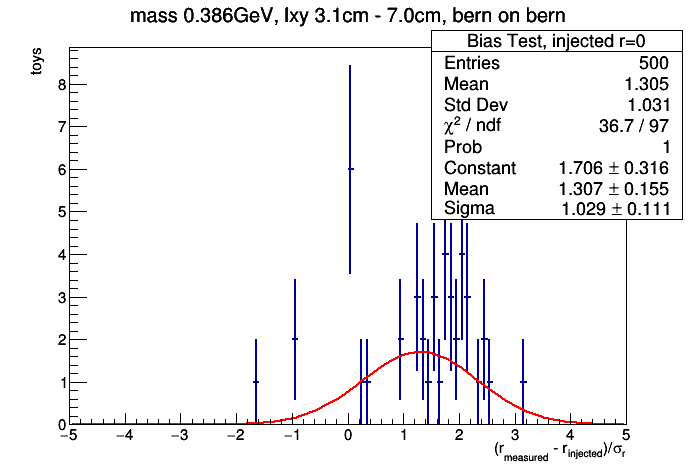 mass 0.386GeV, lxy 3.1cm - 7.0cm, bern on bern
Bias Test, injected r=0
Entries 500
Mean 1.305
Std Dev 1.031
χ² / ndf 36.7 / 97
Prob 1
Constant 1.706 ± 0.316
Mean 1.307 ± 0.155
Sigma 1.029 ± 0.111
toys
8
7
6
5
4
3
2
1
0
−5 −4 −3 −2 −1 0 1 2 3 4 5
(r_measured - r_injected)/σ_r